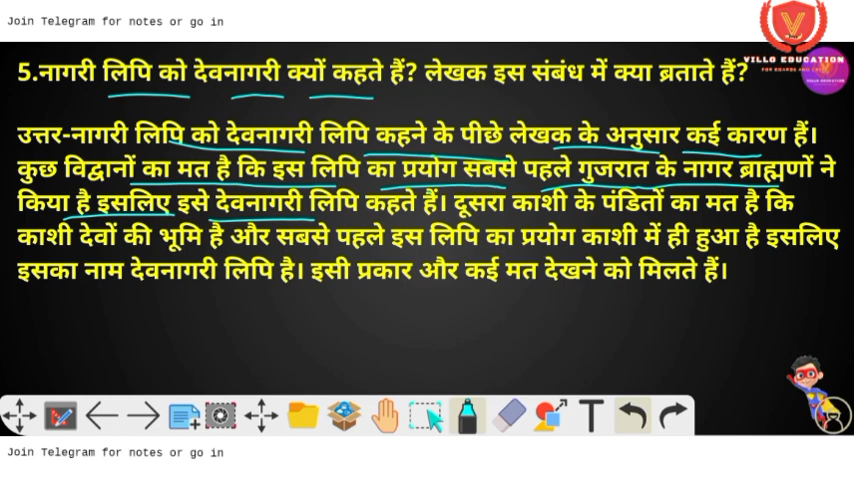 Join Telegram for notes or go in
VILLO EDUCATION
5.नागरी लिपि को देवनागरी क्यों कहते हैं? लेखक इस संबंध में क्या ब्रताते हैं?
उत्तर-नागरी लिपि को देवनागरी लिपि कहने के पीछे लेखक के अनुसार कई कारण हैं।
कुछ विद्वानों का मत है कि इस लिपि का प्रयोग सबसे पहले गुजरात के नागर ब्राह्मणों ने
किया है इसलिए इसे देवनागरी लिपि कहते हैं। दूसरा काशी के पंडितों का मत है कि
काशी देवों की भूमि है और सबसे पहले इस लिपि का प्रयोग काशी में ही हुआ है इसलिए
इसका नाम देवनागरी लिपि है। इसी प्रकार और कई मत देखने को मिलते हैं।
Join Telegram for notes or go in